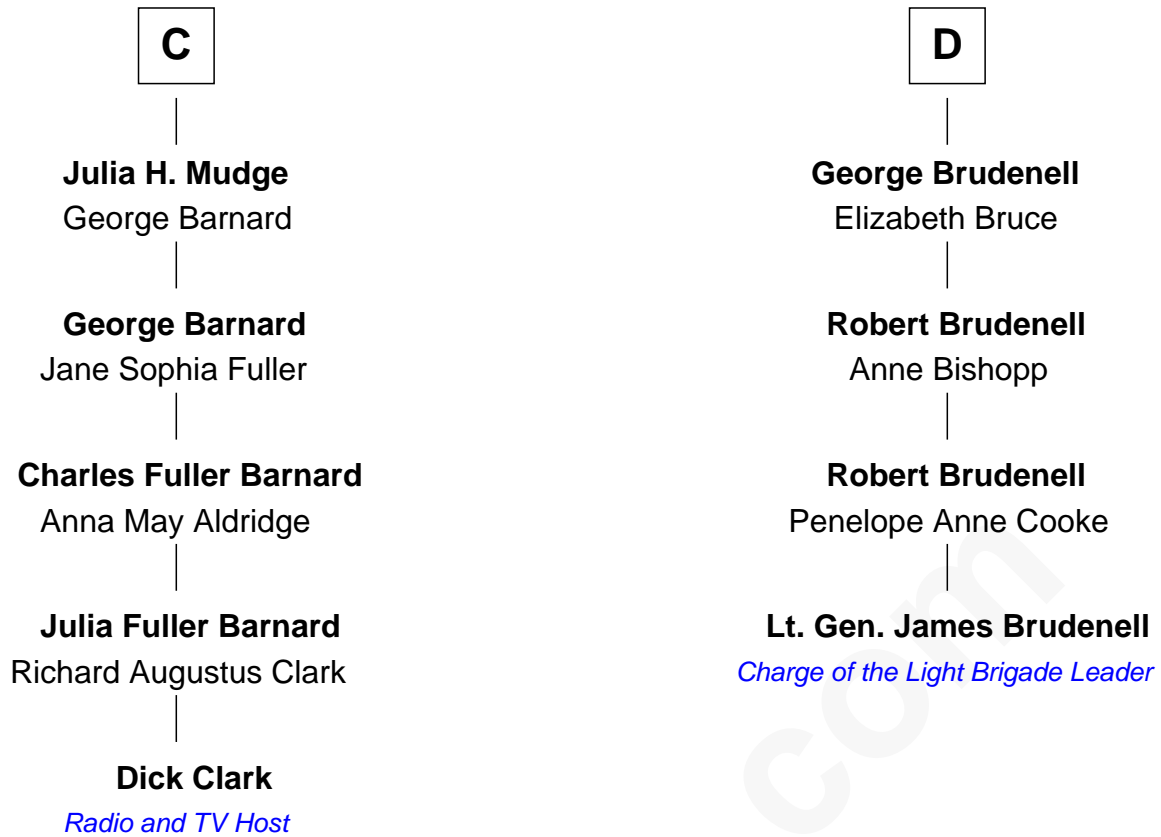 C
Julia H. Mudge
George Barnard
George Barnard
Jane Sophia Fuller
Charles Fuller Barnard
Anna May Aldridge
Julia Fuller Barnard
Richard Augustus Clark
Dick Clark
Radio and TV Host
D
George Brudenell
Elizabeth Bruce
Robert Brudenell
Anne Bishopp
Robert Brudenell
Penelope Anne Cooke
Lt. Gen. James Brudenell
Charge of the Light Brigade Leader
com